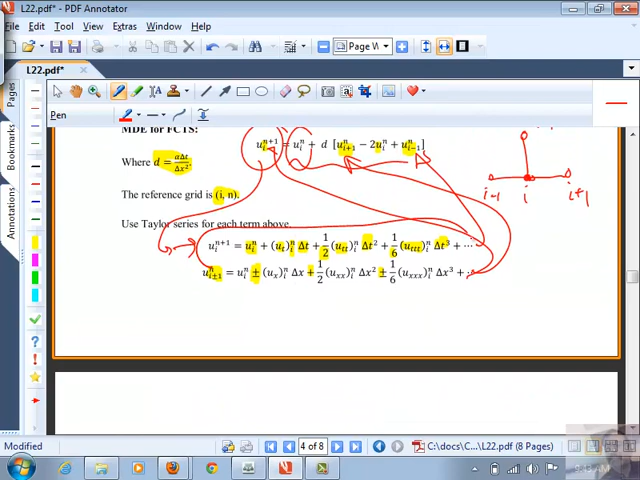 L22.pdf* - PDF Annotator
File Edit Tool View Extras Window Help
Page W
L22.pdf*
Pen
Pages
Bookmarks
Annotations
MDE for FCTS:
u_i^{n+1} = u_i^n + d [u_{i+1}^n − 2u_i^n + u_{i−1}^n]
Where d = αΔt/Δx²,
The reference grid is (i, n).
i-1 i i+1
Use Taylor series for each term above.
u_i^{n+1} = u_i^n + (u_t)_i^n Δt + 1/2 (u_tt)_i^n Δt² + 1/6 (u_ttt)_i^n Δt³ + ⋯
u_{i±1}^n = u_i^n ± (u_x)_i^n Δx + 1/2 (u_xx)_i^n Δx² ± 1/6 (u_xxx)_i^n Δx³ + ⋯
Modified
4 of 8
C:\docs\C...\L22.pdf (8 Pages)